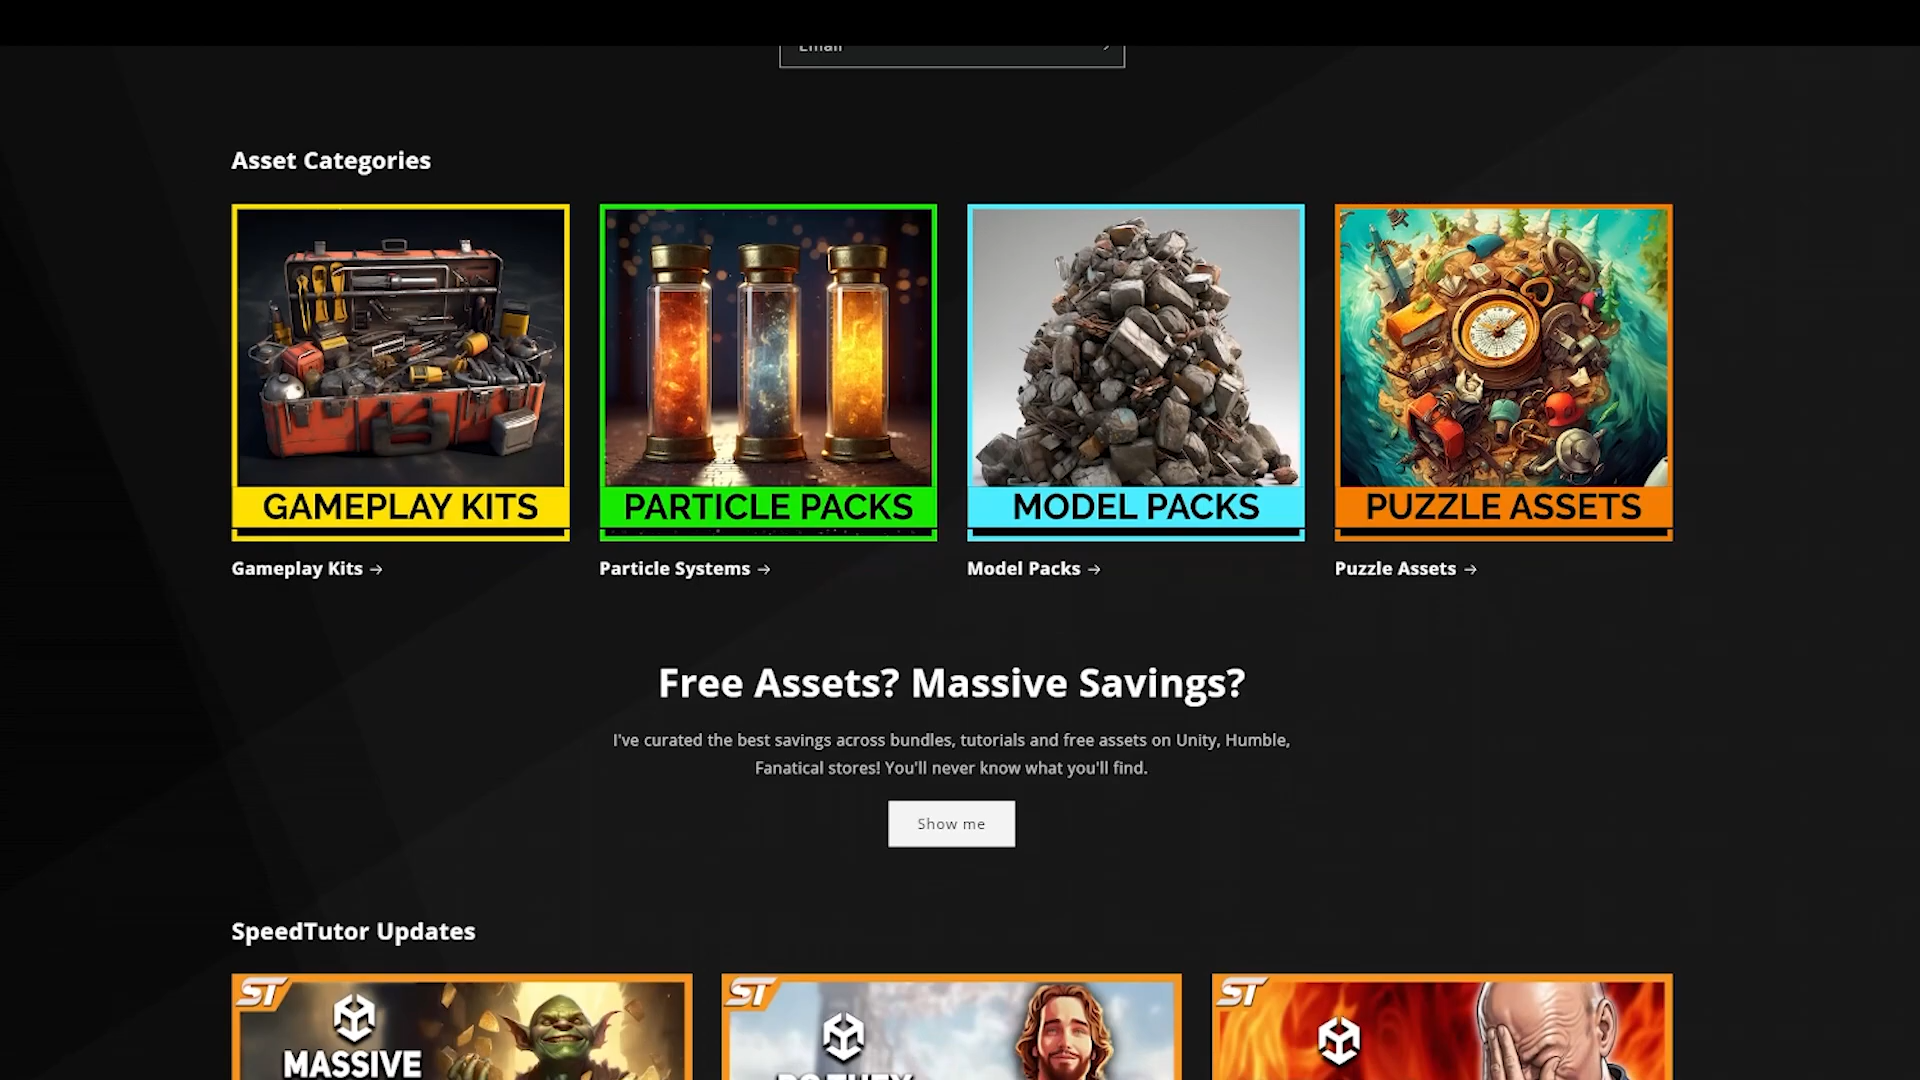 Email
Asset Categories
GAMEPLAY KITS
PARTICLE PACKS
MODEL PACKS
PUZZLE ASSETS
Gameplay Kits →
Particle Systems →
Model Packs →
Puzzle Assets →
Free Assets? Massive Savings?
I've curated the best savings across bundles, tutorials and free assets on Unity, Humble,
Fanatical stores! You'll never know what you'll find.
Show me
SpeedTutor Updates
ST
ST
ST
MASSIVE